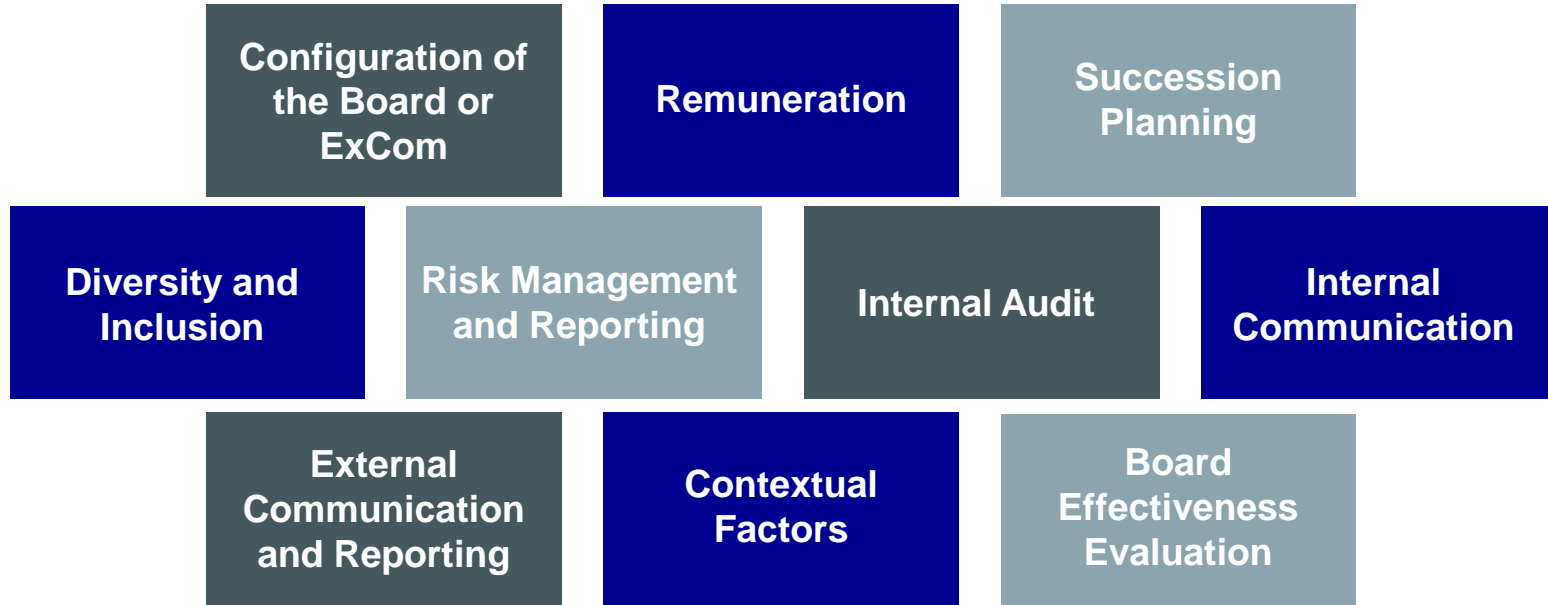 Configuration of
the Board or
ExCom
Remuneration
Succession
Planning
Diversity and
Inclusion
Risk Management
and Reporting
Internal Audit
Internal
Communication
External
Communication
and Reporting
Contextual
Factors
Board
Effectiveness
Evaluation